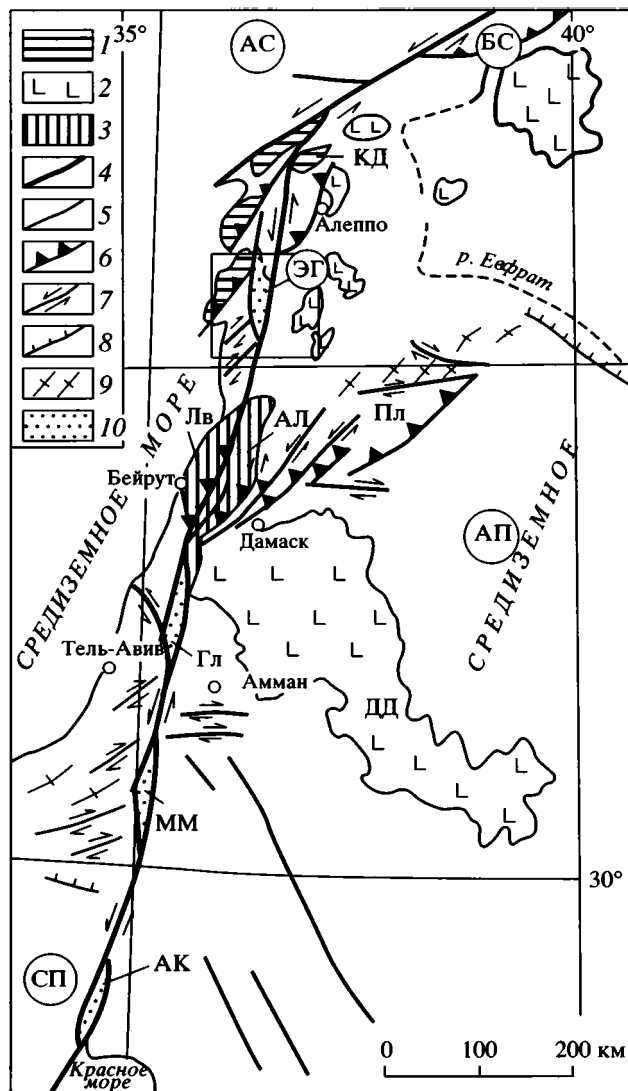 35°
40°
АС
БС
1
2
3
4
5
6
7
8
9
10
КД
Алеппо
ЭГ
р. Евфрат
Лв
АЛ
Пл
Бейрут
СРЕДИЗЕМНОЕ МОРЕ
Дамаск
АП
СРЕДИЗЕМНОЕ
Тель-Авив
Гл
Амман
ДД
ММ
30°
СП
АК
Красное
море
0 100 200 км